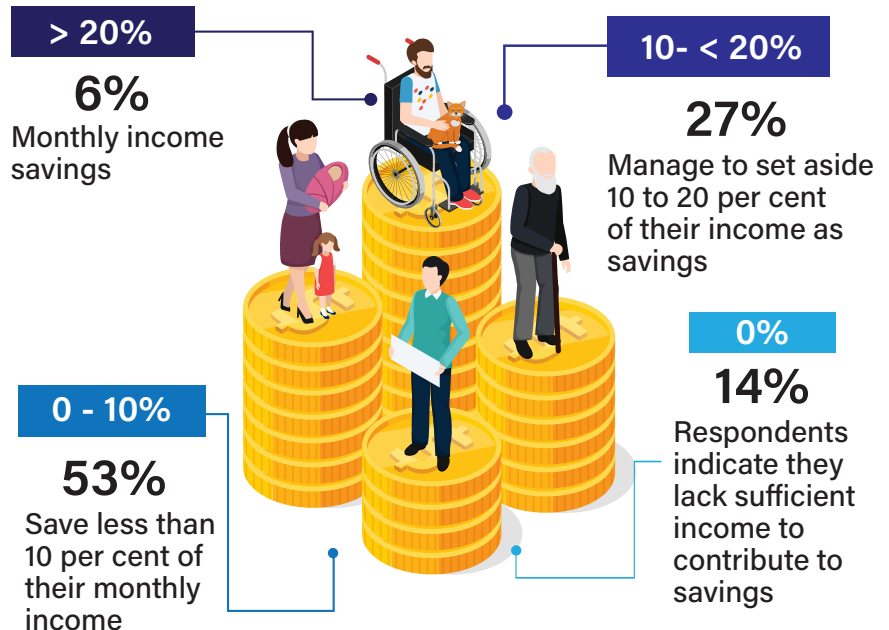 > 20%
6%
Monthly income
savings
10- < 20%
27%
Manage to set aside
10 to 20 per cent
of their income as
savings
0 - 10%
53%
Save less than
10 per cent of
their monthly
income
0%
14%
Respondents
indicate they
lack sufficient
income to
contribute to
savings